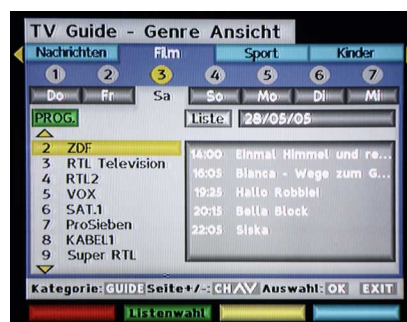 TV Guide - Genre Ansicht
Nachrichten Film Sport Kinder
1 2 3 4 5 6 7
Do Fr Sa So Mo Di Mi
PROG. Liste 28/05/05
2 ZDF
3 RTL Television
4 RTL2
5 VOX
6 SAT.1
7 ProSieben
8 KABEL1
9 Super RTL
14:00 Einmal Himmel und re...
16:05 Bianca - Wege zum G...
19:25 Hallo Robbie!
20:15 Bella Block
22:05 Siska
Kategorie: GUIDE Seite+/-: CH Auswahl: OK EXIT
Listenwahl